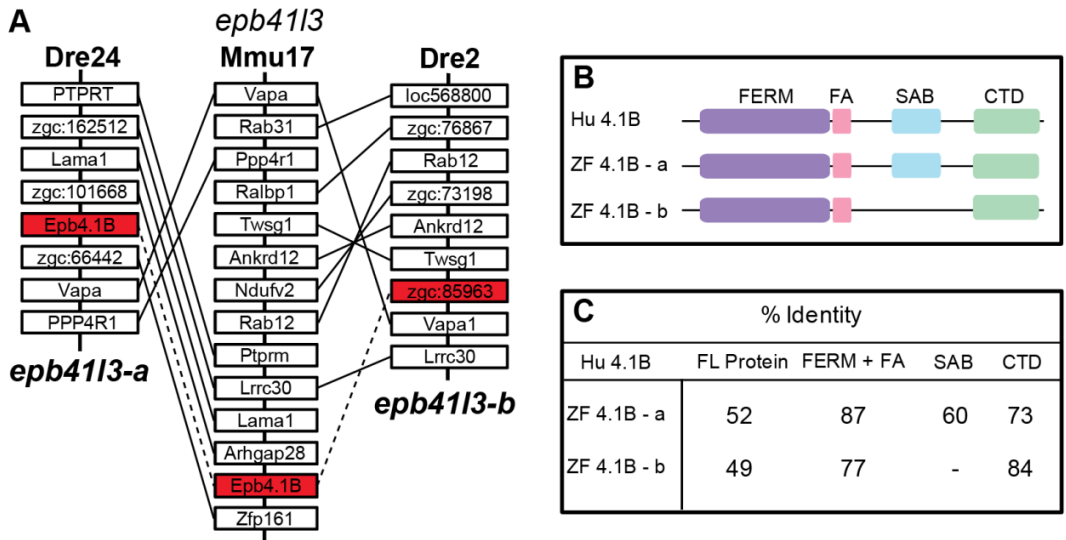 A
epb41l3
Dre24
Mmu17
Dre2
PTPRT
zgc:162512
Lama1
zgc:101668
Epb4.1B
zgc:66442
Vapa
PPP4R1
epb41l3-a
Vapa
Rab31
Ppp4r1
Ralbp1
Twsg1
Ankrd12
Ndufv2
Rab12
Ptprm
Lrrc30
Lama1
Arhgap28
Epb4.1B
Zfp161
loc568800
zgc:76867
Rab12
zgc:73198
Ankrd12
Twsg1
zgc:85963
Vapa1
Lrrc30
epb41l3-b
B
FERM FA SAB CTD
Hu 4.1B
ZF 4.1B - a
ZF 4.1B - b
C
% Identity
Hu 4.1B FL Protein FERM + FA SAB CTD
ZF 4.1B - a 52 87 60 73
ZF 4.1B - b 49 77 - 84